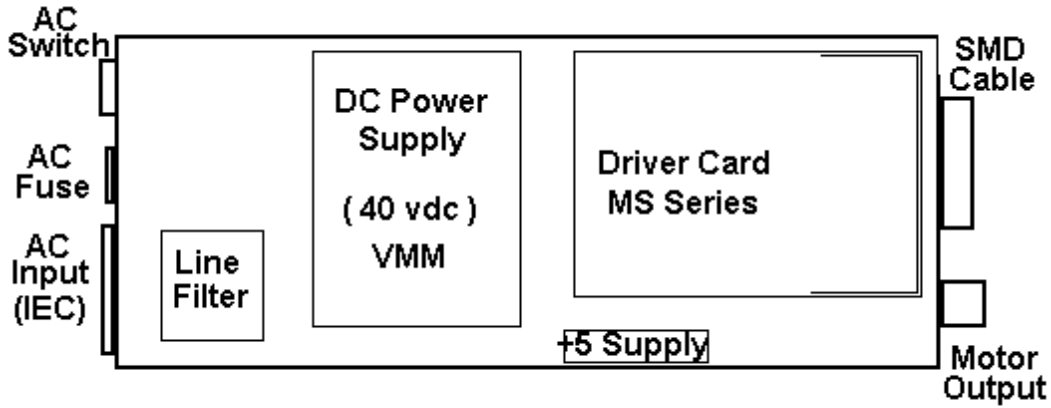 AC
Switch
AC
Fuse
AC
Input
(IEC)
Line
Filter
DC Power
Supply
( 40 vdc )
VMM
Driver Card
MS Series
+5 Supply
SMD
Cable
Motor
Output